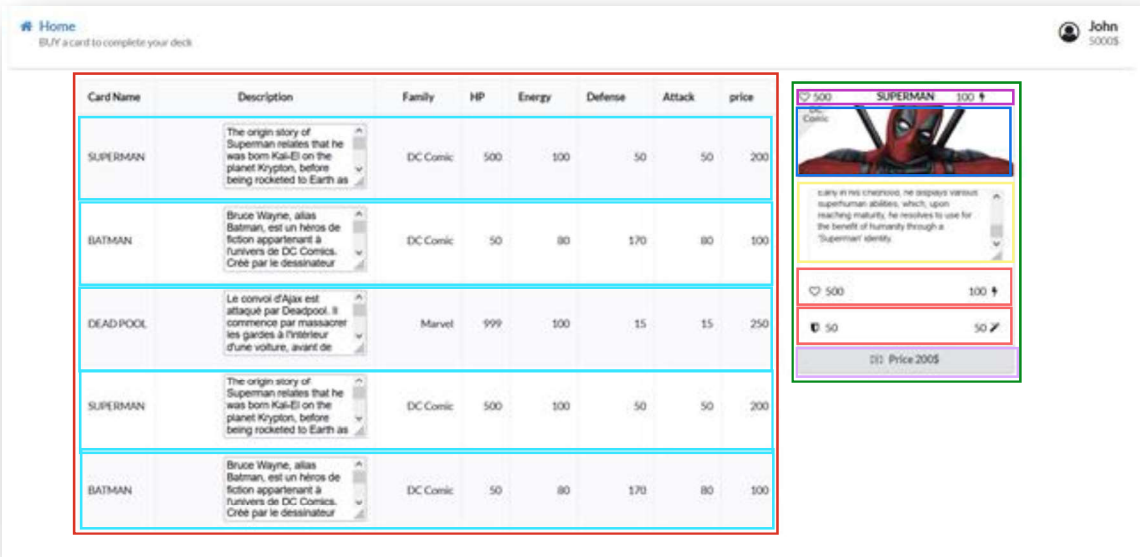 Home
BUY a card to complete your deck
John
5000$
Card Name Description Family HP Energy Defense Attack price
SUPERMAN
The origin story of
Superman relates that he
was born Kal-El on the
planet Krypton, before
being rocketed to Earth as
DC Comic 500 100 50 50 200
BATMAN
Bruce Wayne, alias
Batman, est un héros de
fiction appartenant à
l'univers de DC Comics.
Créé par le dessinateur
DC Comic 50 80 170 80 100
DEAD POOL
Le convoi d'Ajax est
attaqué par Deadpool. Il
commence par massacrer
les gardes à l'intérieur
d'une voiture, avant de
Marvel 999 100 15 15 250
SUPERMAN
The origin story of
Superman relates that he
was born Kal-El on the
planet Krypton, before
being rocketed to Earth as
DC Comic 500 100 50 50 200
BATMAN
Bruce Wayne, alias
Batman, est un héros de
fiction appartenant à
l'univers de DC Comics.
Créé par le dessinateur
DC Comic 50 80 170 80 100
500 SUPERMAN 100
DC
Comic
Early in his childhood, he displays various
superhuman abilities, which, upon
reaching maturity, he resolves to use for
the benefit of humanity through a
'Superman' identity.
500 100
50 50
Price 200$